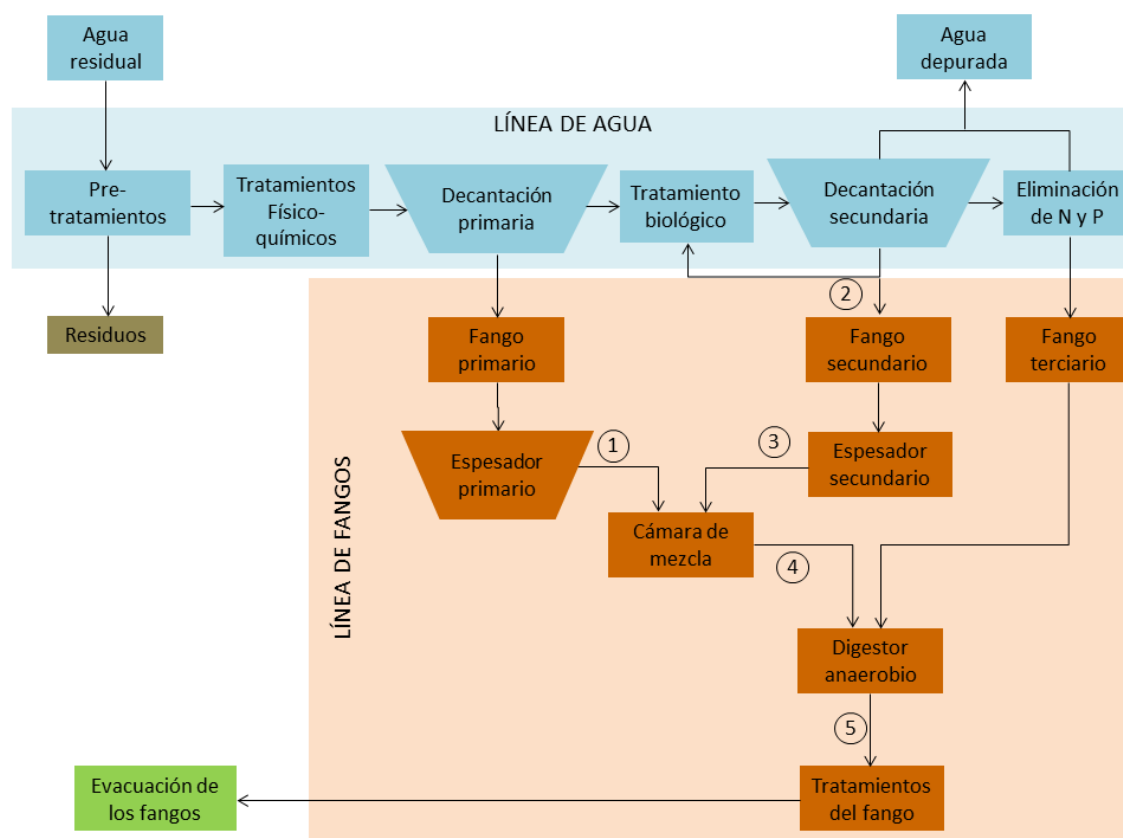 Agua
residual
Agua
depurada
LÍNEA DE AGUA
Pre-
tratamientos
Tratamientos
Físico-
químicos
Decantación
primaria
Tratamiento
biológico
Decantación
secundaria
Eliminación
de N y P
2
Residuos
Fango
primario
Fango
secundario
Fango
terciario
LÍNEA DE FANGOS
Espesador
primario
1
3
Espesador
secundario
Cámara de
mezcla
4
Digestor
anaerobio
5
Evacuación de
los fangos
Tratamientos
del fango